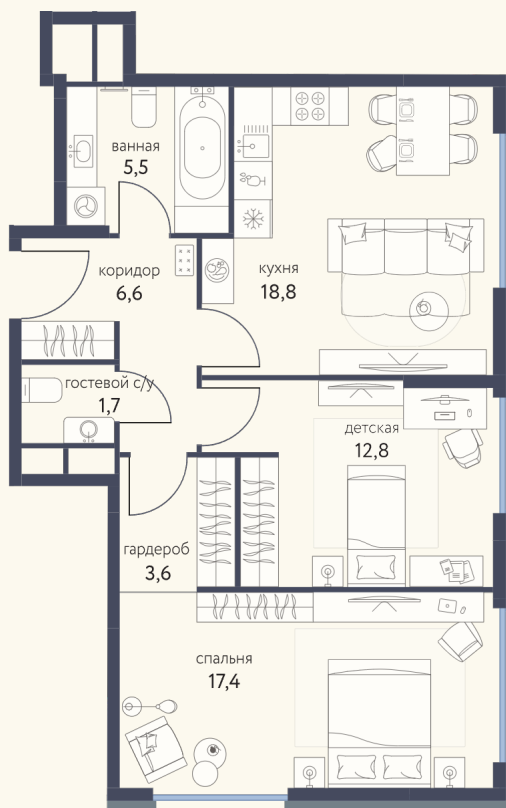 ванная
5,5
коридор
6,6
кухня
18,8
гостевой с/у
1,7
детская
12,8
гардероб
3,6
спальня
17,4